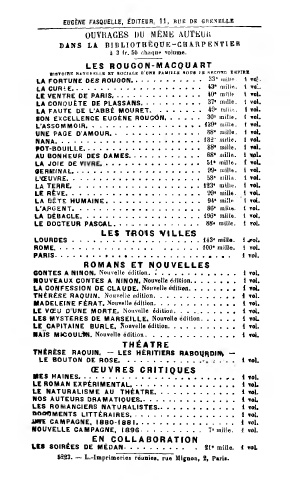 EUGÈNE FASQUELLE, ÉDITEUR, 11, RUE DE GRENELLE
OUVRAGES DU MÊME AUTEUR
DANS LA BIBLIOTHÈQUE-CHARPENTIER
à 3 fr. 50 chaque volume.
LES ROUGON-MACQUART
HISTOIRE NATURELLE ET SOCIALE D'UNE FAMILLE SOUS LE SECOND EMPIRE
LA FORTUNE DES ROUGON. 35e mille. 1 vol.
LA CURÉE. 43e mille. 1 vol.
LE VENTRE DE PARIS. 40e mille. 1 vol.
LA CONQUÊTE DE PLASSANS. 37e mille. 1 vol.
LA FAUTE DE L'ABBÉ MOURET. 49e mille. 1 vol.
SON EXCELLENCE EUGÈNE ROUGON. 30e mille. 1 vol.
L'ASSOMMOIR. mille. 1 vol.
UNE PAGE D'AMOUR. 88e mille. 1 vol.
NANA. mille. 1 vol.
POT-BOUILLE. mille. 1 vol.
AU BONHEUR DES DAMES. 68e mille. 1 vol.
LA JOIE DE VIVRE. 51e mille. 1 vol.
GERMINAL. mille. 1 vol.
L'ŒUVRE. mille. 1 vol.
LA TERRE. 123e mille. 1 vol.
LE RÊVE. mille. 1 vol.
LA BÊTE HUMAINE. 94e mille. 1 vol.
L'ARGENT. 86e mille. 1 vol.
LA DÉBÂCLE. mille. 1 vol.
LE DOCTEUR PASCAL. 88e mille. 1 vol.
LES TROIS VILLES
LOURDES. mille. 1 vol.
ROME. 100e mille. 1 vol.
PARIS. 1 vol.
ROMANS ET NOUVELLES
CONTES A NINON. Nouvelle édition. 1 vol.
NOUVEAUX CONTES A NINON. Nouvelle édition. 1 vol.
LA CONFESSION DE CLAUDE. Nouvelle édition. 1 vol.
THÉRÈSE RAQUIN. Nouvelle édition. 1 vol.
MADELEINE FÉRAT. Nouvelle édition. 1 vol.
LE VŒU D'UNE MORTE. Nouvelle édition. 1 vol.
LES MYSTÈRES DE MARSEILLE. Nouvelle édition. 1 vol.
LE CAPITAINE BURLE. Nouvelle édition. 1 vol.
NAÏS MICOULIN. Nouvelle édition. 1 vol.
THÉATRE
THÉRÈSE RAQUIN. — LES HÉRITIERS RABOURDIN. —
LE BOUTON DE ROSE. 1 vol.
ŒUVRES CRITIQUES
MES HAINES. 1 vol.
LE ROMAN EXPÉRIMENTAL. 1 vol.
LE NATURALISME AU THÉATRE. 1 vol.
NOS AUTEURS DRAMATIQUES. 1 vol.
LES ROMANCIERS NATURALISTES. 1 vol.
DOCUMENTS LITTÉRAIRES. 1 vol.
UNE CAMPAGNE, 1880-1881. 1 vol.
NOUVELLE CAMPAGNE, 1896. 7e mille. 1 vol.
EN COLLABORATION
LES SOIRÉES DE MÉDAN. 21e mille. 1 vol.
5823. — L.-Imprimeries réunies, rue Mignon, 2, Paris.